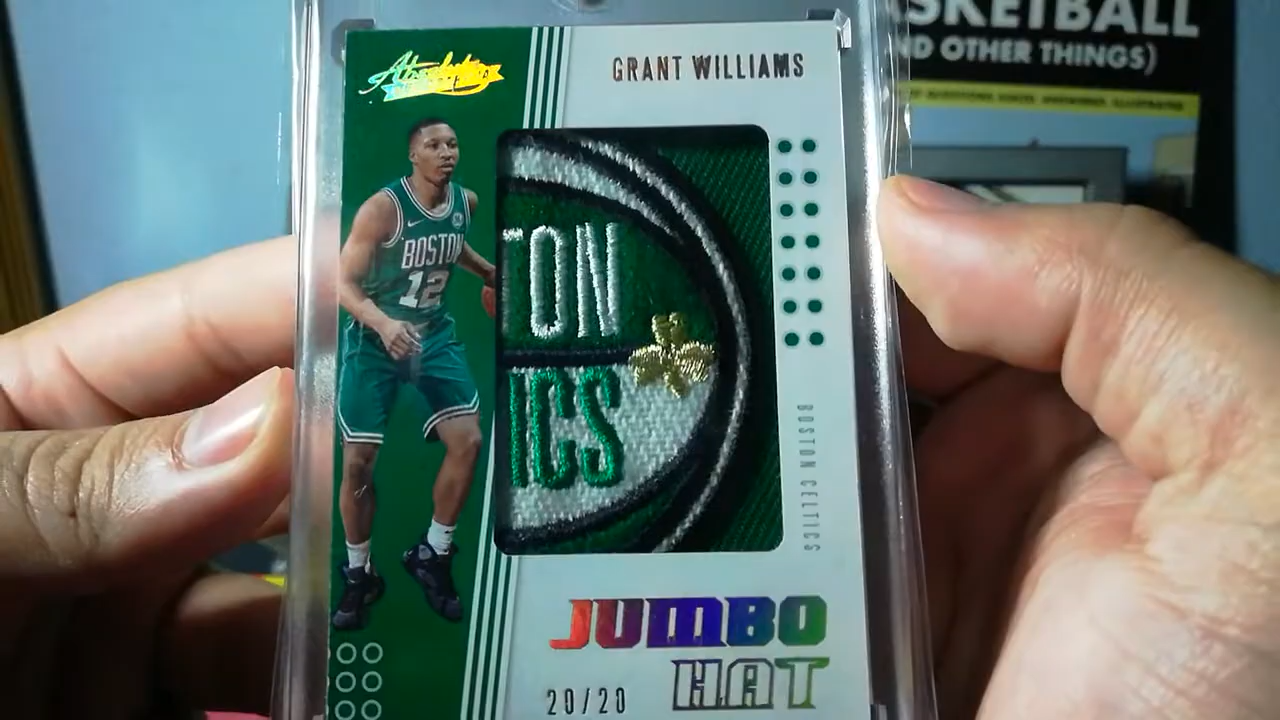 Absolute
GRANT WILLIAMS
BOSTON
12
TON
ICS
BOSTON CELTICS
JUMBO
HAT
20/20
SKETBALL
ND OTHER THINGS)